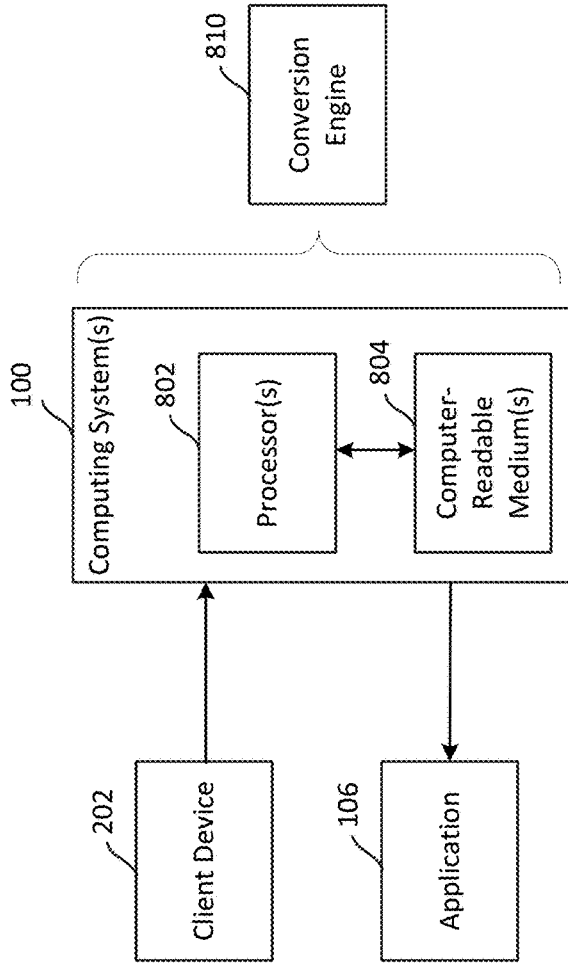 202
Client Device
106
Application
100
Computing System(s)
802
Processor(s)
804
Computer-
Readable
Medium(s)
810
Conversion
Engine